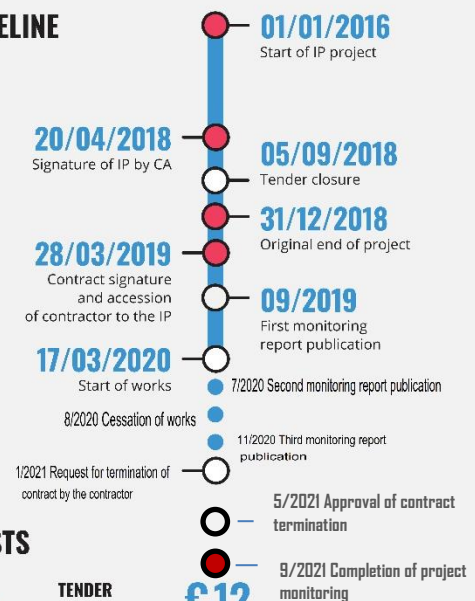 ELINE
01/01/2016
Start of IP project
20/04/2018
Signature of IP by CA
05/09/2018
Tender closure
31/12/2018
Original end of project
28/03/2019
Contract signature
and accession
of contractor to the IP
09/2019
First monitoring
report publication
17/03/2020
Start of works
7/2020 Second monitoring report publication
8/2020 Cessation of works
11/2020 Third monitoring report
publication
1/2021 Request for termination of
contract by the contractor
5/2021 Approval of contract
termination
STS
9/2021 Completion of project
monitoring
TENDER
£12